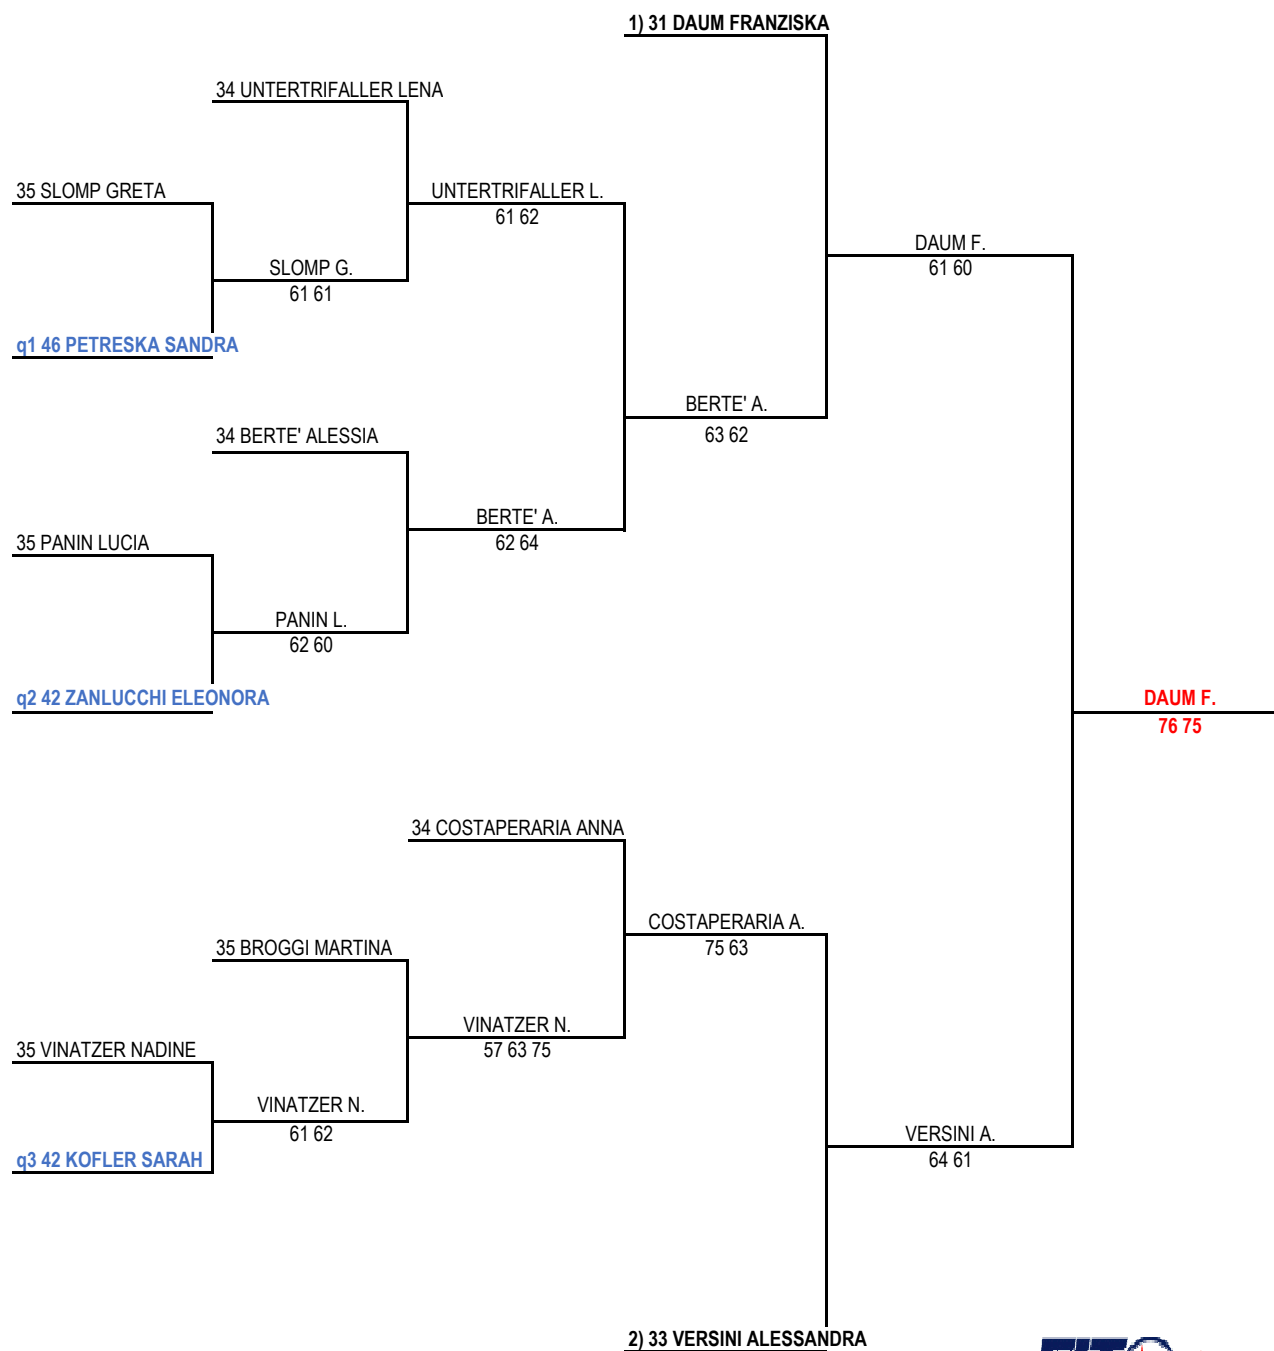 1) 31 DAUM FRANZISKA
34 UNTERTRIFALLER LENA
35 SLOMP GRETA
UNTERTRIFALLER L.
61 62
DAUM F.
61 60
SLOMP G.
61 61
q1 46 PETRESKA SANDRA
BERTE' A.
63 62
34 BERTE' ALESSIA
BERTE' A.
62 64
35 PANIN LUCIA
PANIN L.
62 60
q2 42 ZANLUCCHI ELEONORA
DAUM F.
76 75
34 COSTAPERARIA ANNA
COSTAPERARIA A.
75 63
35 BROGGI MARTINA
VINATZER N.
57 63 75
35 VINATZER NADINE
VINATZER N.
61 62
VERSINI A.
64 61
q3 42 KOFLER SARAH
2) 33 VERSINI ALESSANDRA